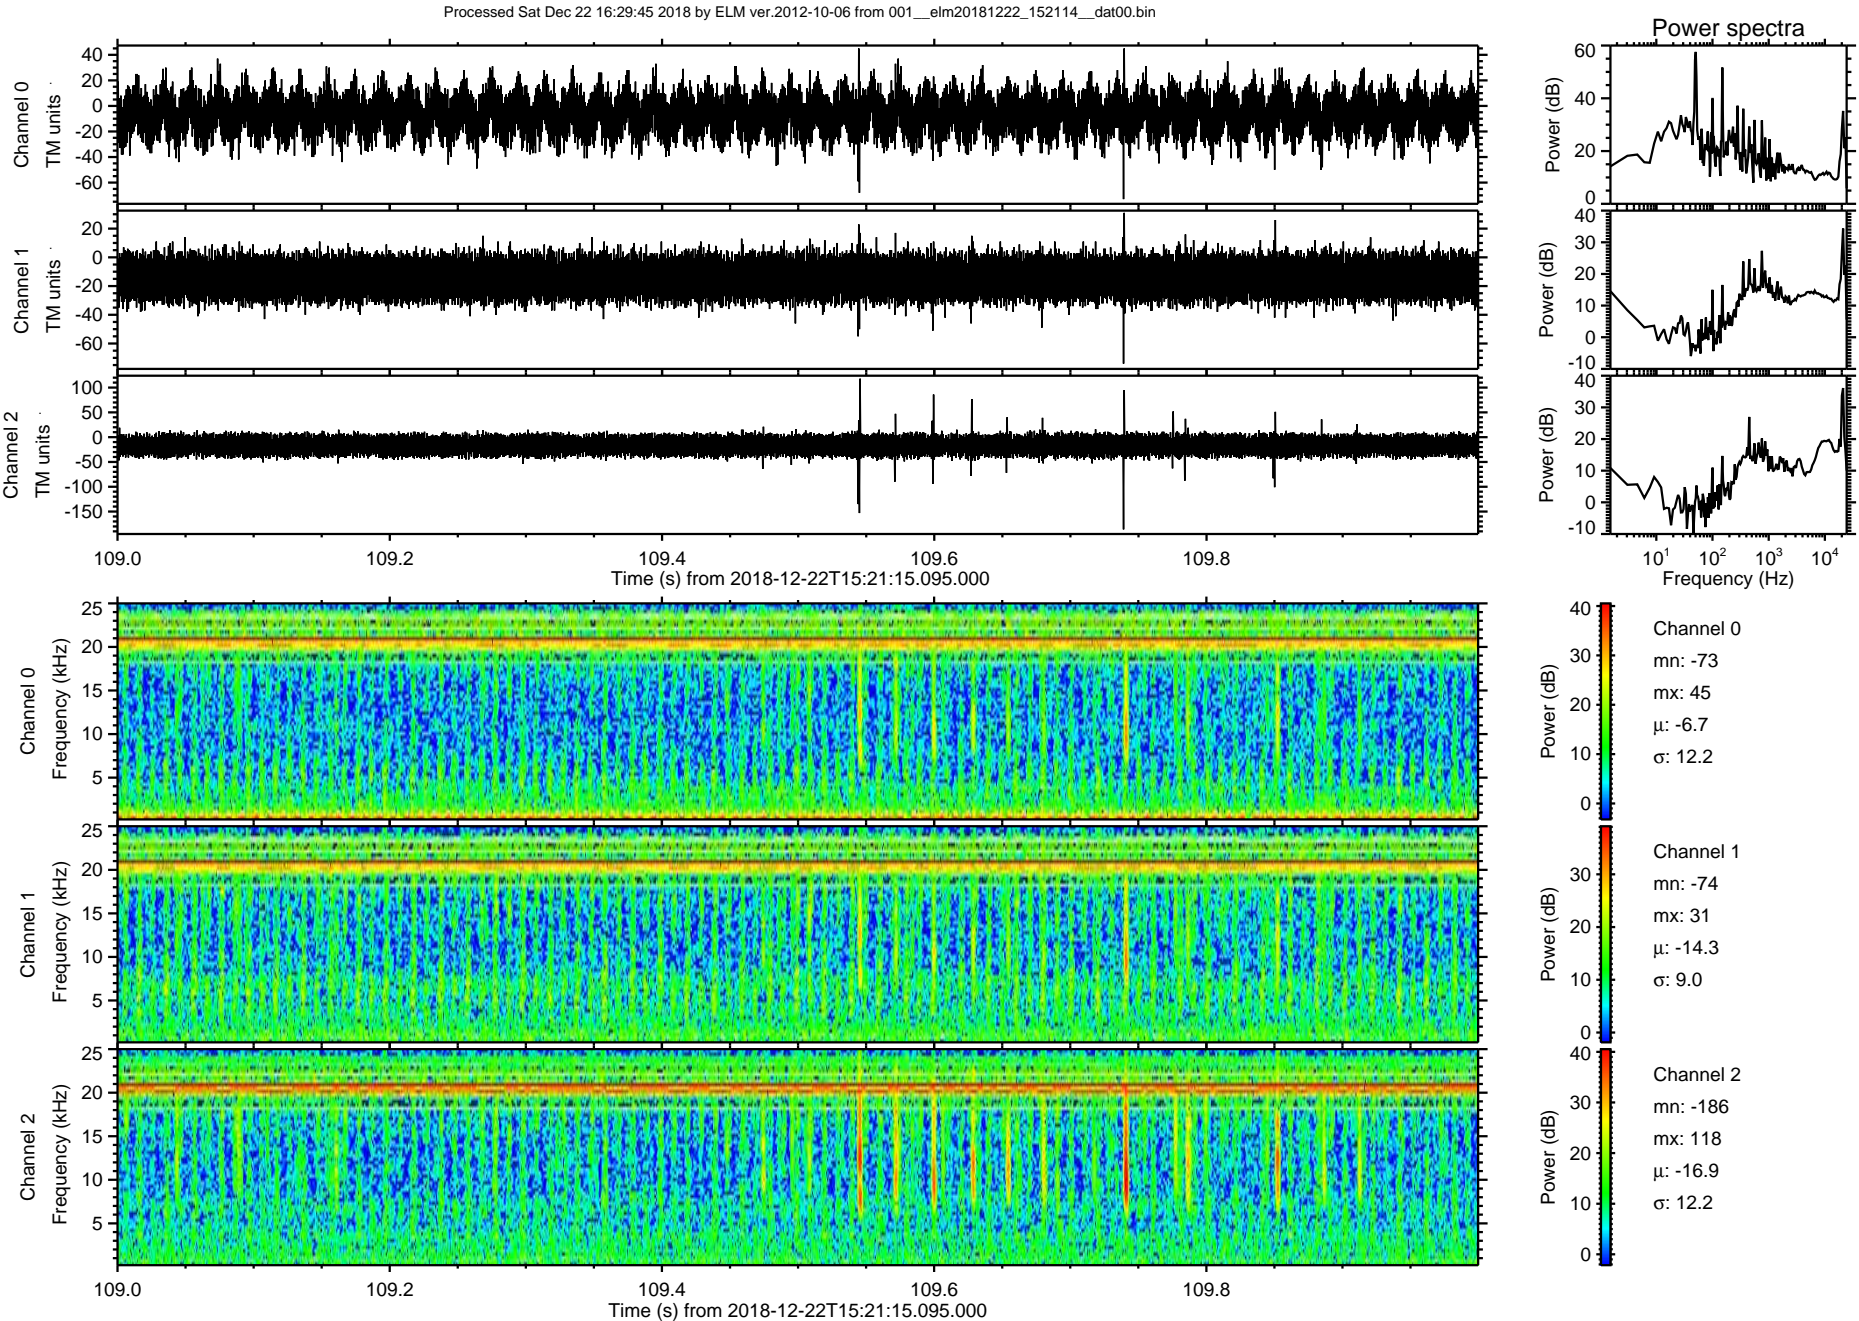 Processed Sat Dec 22 16:29:45 2018 by ELM ver.2012-10-06 from 001__elm20181222_152114__dat00.bin
Power spectra
Channel 0
TM units
40
20
0
-20
-40
-60
Power (dB)
60
40
20
0
Channel 1
TM units
20
0
-20
-40
-60
Power (dB)
40
30
20
10
0
-10
Channel 2
TM units
100
50
0
-50
-100
-150
Power (dB)
40
30
20
10
0
-10
109.0 109.2 109.4 109.6 109.8
Time (s) from 2018-12-22T15:21:15.095.000
10¹ 10² 10³ 10⁴
Frequency (Hz)
Channel 0
Frequency (kHz)
25
20
15
10
5
Power (dB)
40
30
20
10
0
Channel 0
mn: -73
mx: 45
µ: -6.7
σ: 12.2
Channel 1
Frequency (kHz)
25
20
15
10
5
Power (dB)
30
20
10
0
Channel 1
mn: -74
mx: 31
µ: -14.3
σ: 9.0
Channel 2
Frequency (kHz)
25
20
15
10
5
Power (dB)
40
30
20
10
0
Channel 2
mn: -186
mx: 118
µ: -16.9
σ: 12.2
109.0 109.2 109.4 109.6 109.8
Time (s) from 2018-12-22T15:21:15.095.000